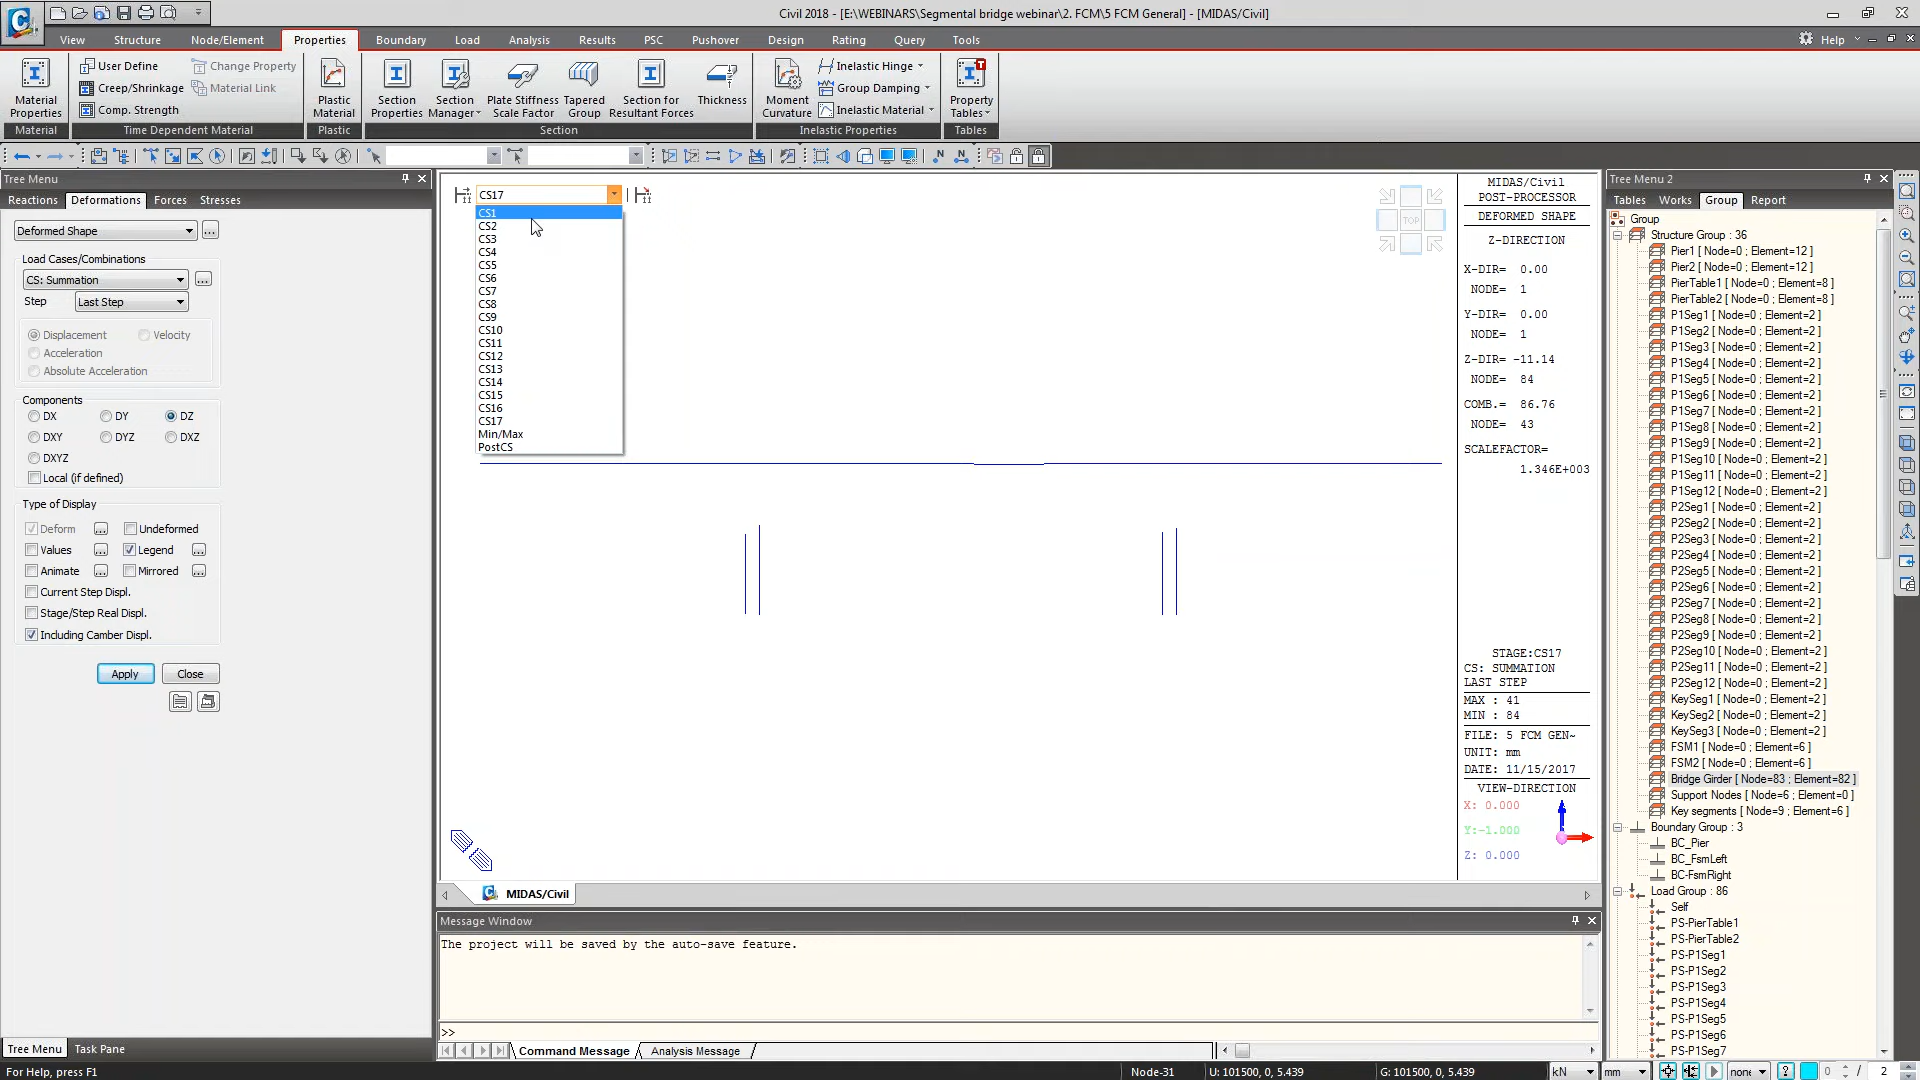 Civil 2018 - [E:\WEBINARS\Segmental bridge webinar\2. FCM\5 FCM General] - [MIDAS/Civil]
View Structure Node/Element Properties Boundary Load Analysis Results PSC Pushover Design Rating Query Tools Help
User Define Change Property
Creep/Shrinkage Material Link
Comp. Strength
Material Properties
Plastic Material
Section Properties
Section Manager
Plate Stiffness Scale Factor
Tapered Group
Section for Resultant Forces
Thickness
Moment Curvature
Inelastic Hinge
Group Damping
Inelastic Material
Property Tables
Material Time Dependent Material Plastic Section Inelastic Properties Tables
Tree Menu
Reactions Deformations Forces Stresses
Deformed Shape
Load Cases/Combinations
CS: Summation
Step Last Step
Displacement Velocity
Acceleration
Absolute Acceleration
Components
DX DY DZ
DXY DYZ DXZ
DXYZ
Local (if defined)
Type of Display
Deform Undeformed
Values Legend
Animate Mirrored
Current Step Displ.
Stage/Step Real Displ.
Including Camber Displ.
Apply Close
Tree Menu Task Pane
CS17
CS1
CS2
CS3
CS4
CS5
CS6
CS7
CS8
CS9
CS10
CS11
CS12
CS13
CS14
CS15
CS16
CS17
Min/Max
PostCS
TOP
MIDAS/Civil
POST-PROCESSOR
DEFORMED SHAPE
Z-DIRECTION
X-DIR= 0.00
NODE= 1
Y-DIR= 0.00
NODE= 1
Z-DIR= -11.14
NODE= 84
COMB.= 86.76
NODE= 43
SCALEFACTOR=
1.346E+003
STAGE:CS17
CS: SUMMATION
LAST STEP
MAX : 41
MIN : 84
FILE: 5 FCM GEN~
UNIT: mm
DATE: 11/15/2017
VIEW-DIRECTION
X: 0.000
Y:-1.000
Z: 0.000
MIDAS/Civil
Message Window
The project will be saved by the auto-save feature.
>>
Command Message Analysis Message
Tree Menu 2
Tables Works Group Report
Group
Structure Group : 36
Pier1 [ Node=0 ; Element=12 ]
Pier2 [ Node=0 ; Element=12 ]
PierTable1 [ Node=0 ; Element=8 ]
PierTable2 [ Node=0 ; Element=8 ]
P1Seg1 [ Node=0 ; Element=2 ]
P1Seg2 [ Node=0 ; Element=2 ]
P1Seg3 [ Node=0 ; Element=2 ]
P1Seg4 [ Node=0 ; Element=2 ]
P1Seg5 [ Node=0 ; Element=2 ]
P1Seg6 [ Node=0 ; Element=2 ]
P1Seg7 [ Node=0 ; Element=2 ]
P1Seg8 [ Node=0 ; Element=2 ]
P1Seg9 [ Node=0 ; Element=2 ]
P1Seg10 [ Node=0 ; Element=2 ]
P1Seg11 [ Node=0 ; Element=2 ]
P1Seg12 [ Node=0 ; Element=2 ]
P2Seg1 [ Node=0 ; Element=2 ]
P2Seg2 [ Node=0 ; Element=2 ]
P2Seg3 [ Node=0 ; Element=2 ]
P2Seg4 [ Node=0 ; Element=2 ]
P2Seg5 [ Node=0 ; Element=2 ]
P2Seg6 [ Node=0 ; Element=2 ]
P2Seg7 [ Node=0 ; Element=2 ]
P2Seg8 [ Node=0 ; Element=2 ]
P2Seg9 [ Node=0 ; Element=2 ]
P2Seg10 [ Node=0 ; Element=2 ]
P2Seg11 [ Node=0 ; Element=2 ]
P2Seg12 [ Node=0 ; Element=2 ]
KeySeg1 [ Node=0 ; Element=2 ]
KeySeg2 [ Node=0 ; Element=2 ]
KeySeg3 [ Node=0 ; Element=2 ]
FSM1 [ Node=0 ; Element=6 ]
FSM2 [ Node=0 ; Element=6 ]
Bridge Girder [ Node=83 ; Element=82 ]
Support Nodes [ Node=6 ; Element=0 ]
Key segments [ Node=9 ; Element=6 ]
Boundary Group : 3
BC_Pier
BC_FsmLeft
BC-FsmRight
Load Group : 86
Self
PS-PierTable1
PS-PierTable2
PS-P1Seg1
PS-P1Seg2
PS-P1Seg3
PS-P1Seg4
PS-P1Seg5
PS-P1Seg6
PS-P1Seg7
For Help, press F1 Node-31 U: 101500, 0, 5.439 G: 101500, 0, 5.439 kN mm none ? 0 / 2